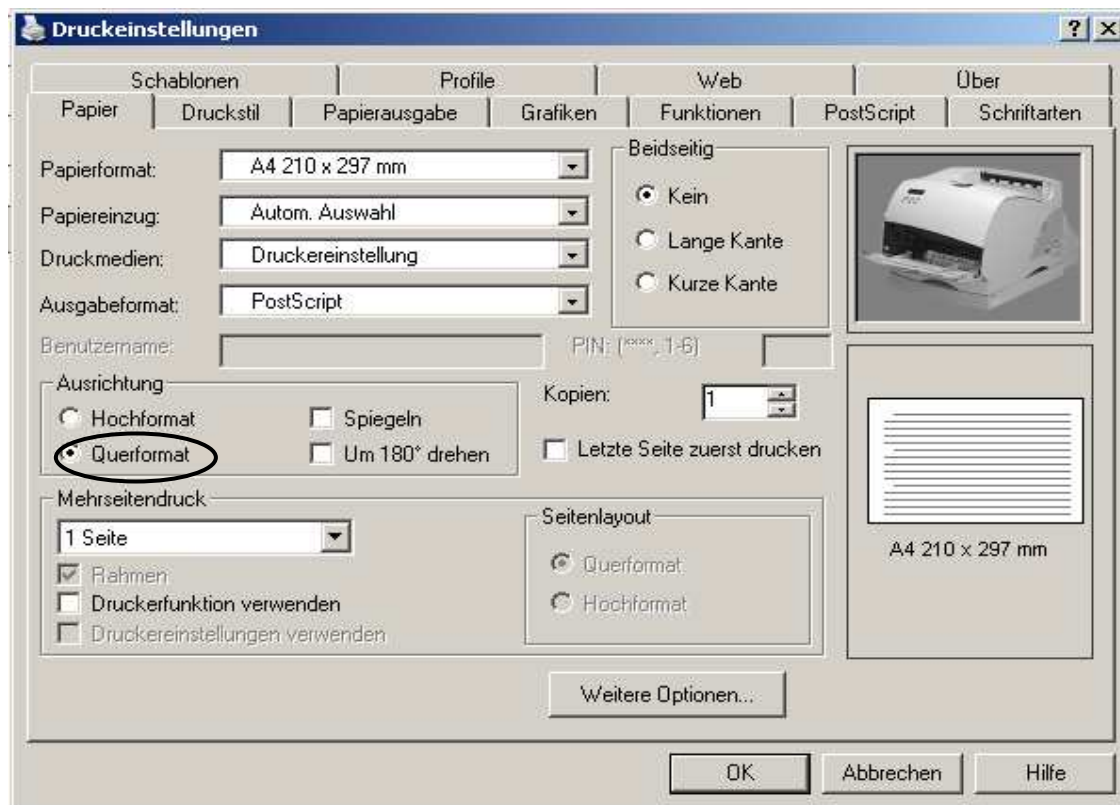 Druckeinstellungen
Schablonen Profile Web Über
Papier Druckstil Papierausgabe Grafiken Funktionen PostScript Schriftarten
Papierformat: A4 210 x 297 mm
Papiereinzug: Autom. Auswahl
Druckmedien: Druckereinstellung
Ausgabeformat: PostScript
Beidseitig
Kein
Lange Kante
Kurze Kante
Benutzername: PIN: (****, 1-6)
Ausrichtung
Hochformat Spiegeln
Querformat Um 180° drehen
Kopien: 1
Letzte Seite zuerst drucken
Mehrseitendruck
1 Seite
Rahmen
Druckerfunktion verwenden
Druckereinstellungen verwenden
Seitenlayout
Querformat
Hochformat
A4 210 x 297 mm
Weitere Optionen...
OK Abbrechen Hilfe